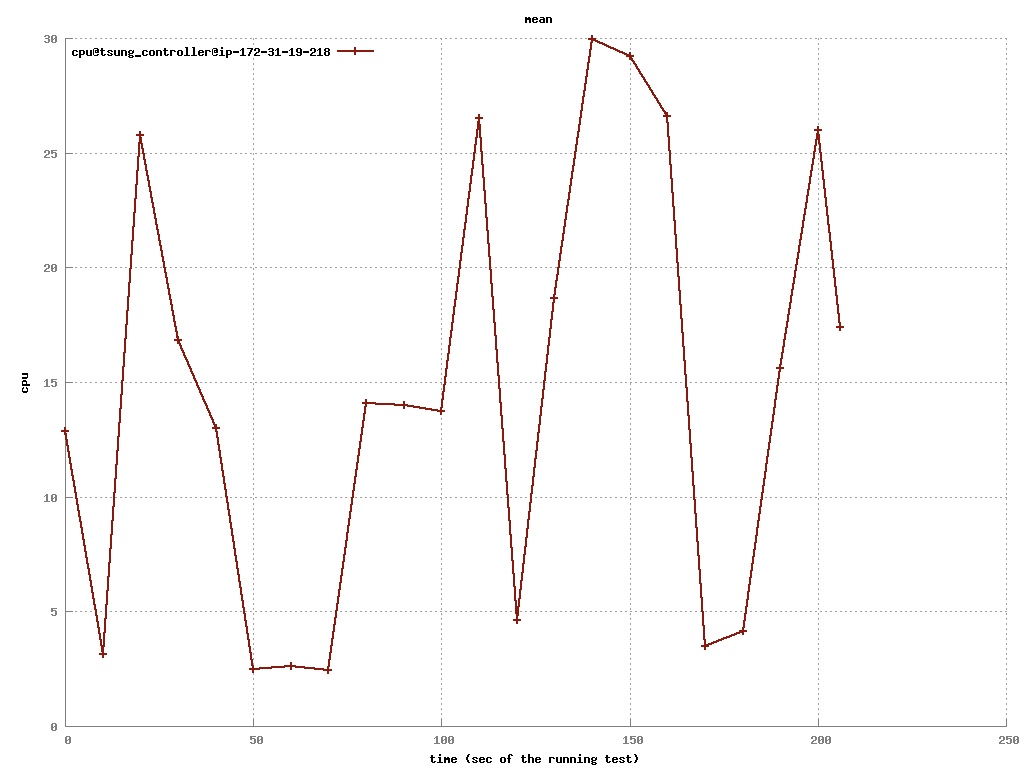 mean
cpu@tsung_controller@ip-172-31-19-218
30
25
20
15
10
5
0
cpu
0 50 100 150 200 250
time (sec of the running test)